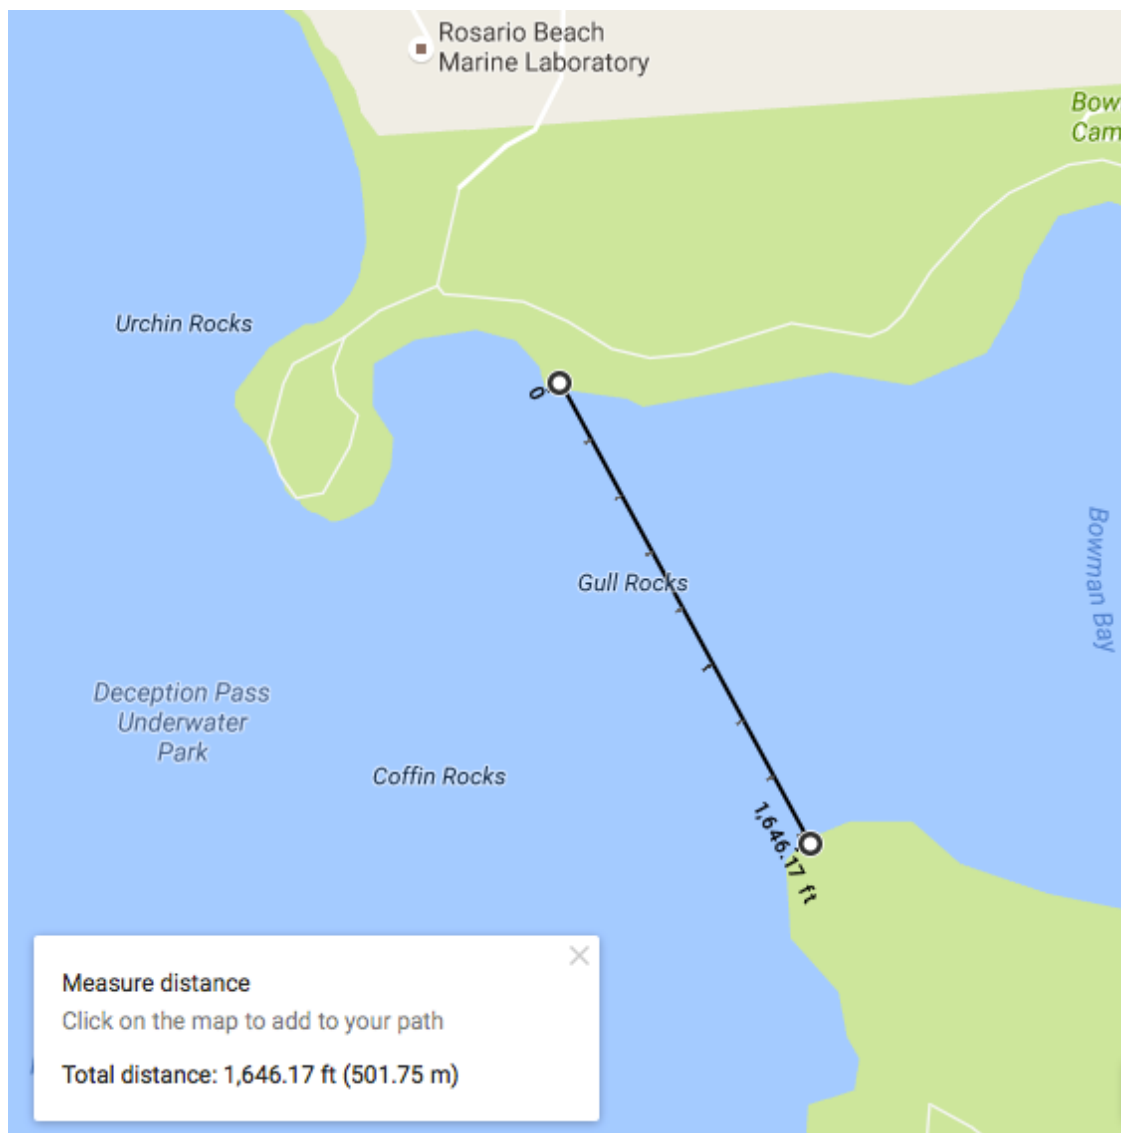 Rosario Beach
Marine Laboratory
Bow
Cam
Urchin Rocks
0
Gull Rocks
Bowman Bay
Deception Pass
Underwater
Park
Coffin Rocks
1,646.17 ft
Measure distance
Click on the map to add to your path
Total distance: 1,646.17 ft (501.75 m)